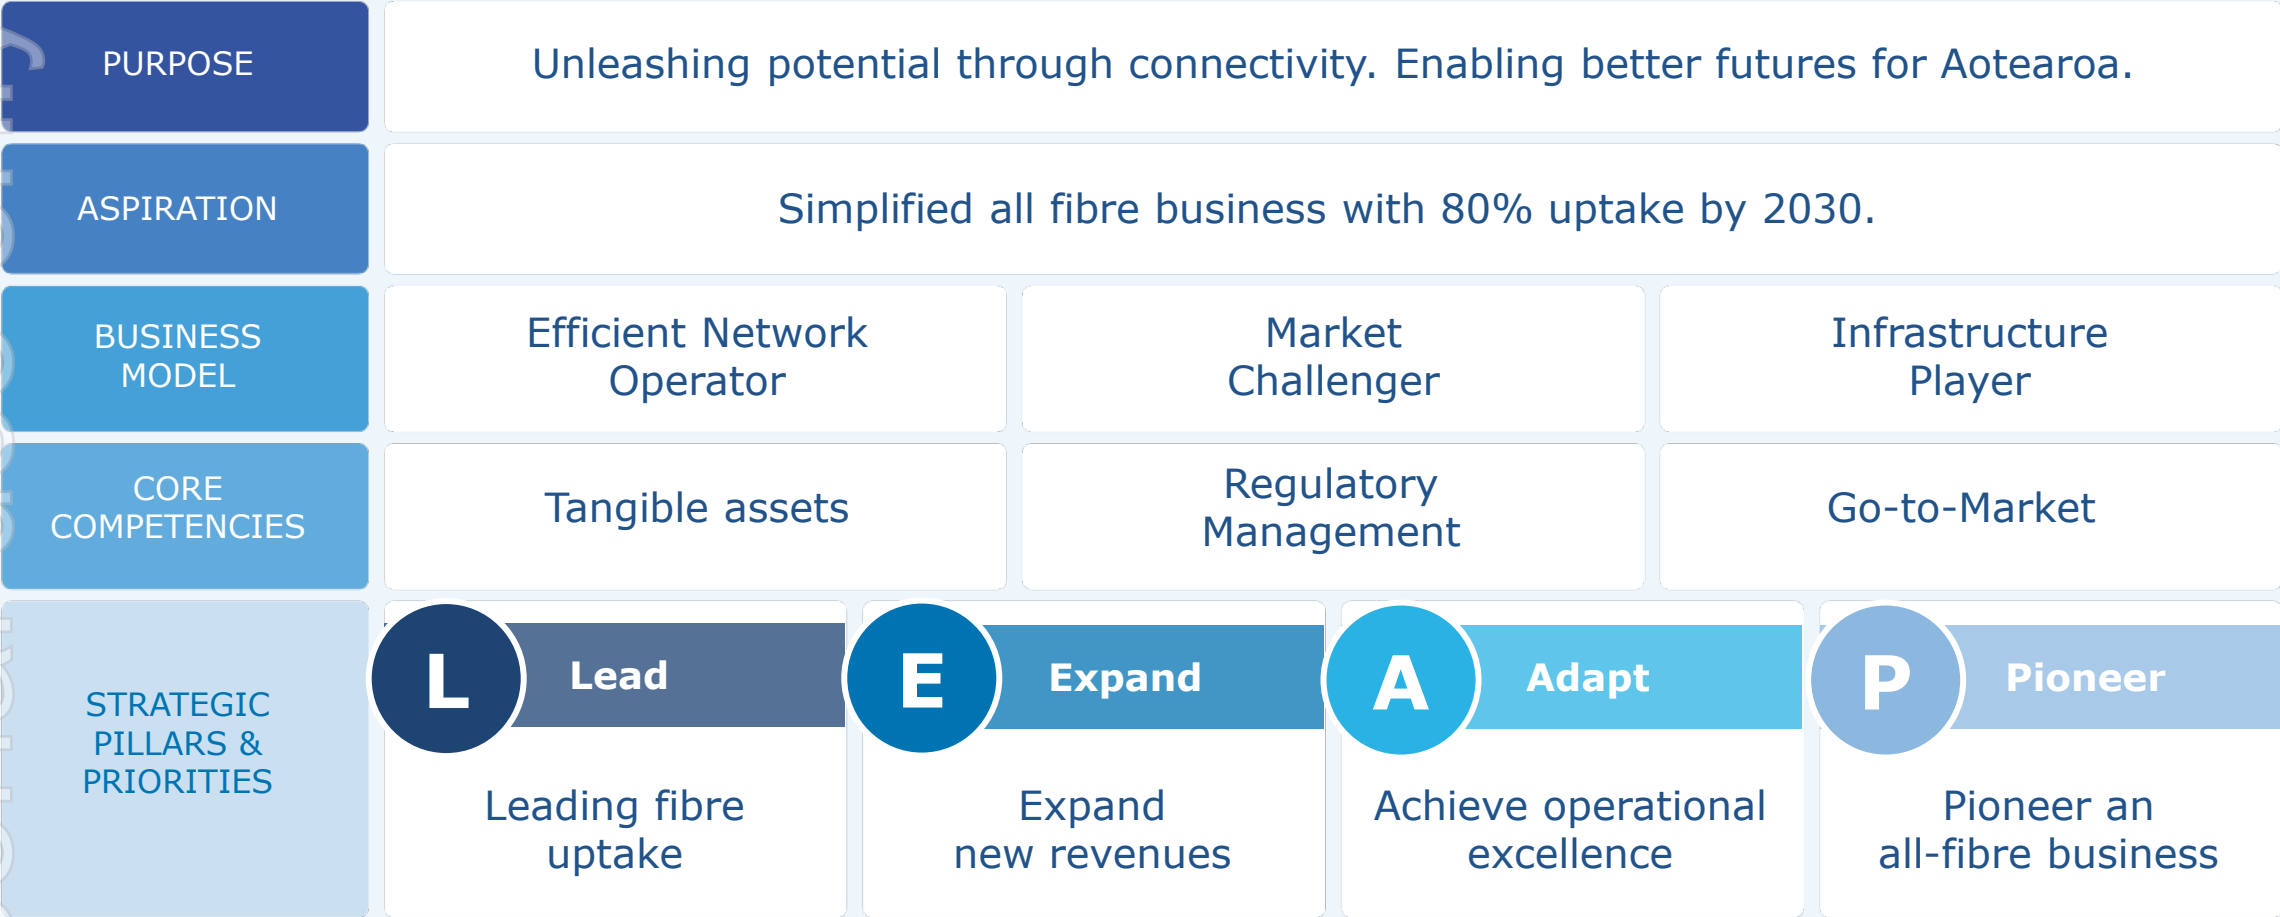 PURPOSE
Unleashing potential through connectivity. Enabling better futures for Aotearoa.
ASPIRATION
Simplified all fibre business with 80% uptake by 2030.
BUSINESS
MODEL
Efficient Network
Operator
Market
Challenger
Infrastructure
Player
CORE
COMPETENCIES
Tangible assets
Regulatory
Management
Go-to-Market
STRATEGIC
PILLARS &
PRIORITIES
L
Lead
Leading fibre
uptake
E
Expand
Expand
new revenues
A
Adapt
Achieve operational
excellence
P
Pioneer
Pioneer an
all-fibre business